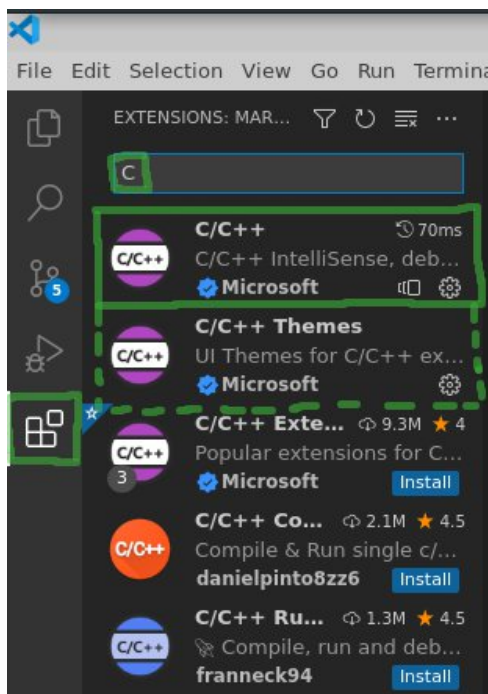 File Edit Selection View Go Run Termina
EXTENSIONS: MAR...
C
C/C++ 70ms
C/C++ C/C++ IntelliSense, deb...
Microsoft
5
C/C++ Themes
C/C++ UI Themes for C/C++ ex...
Microsoft
C/C++ Exte... 9.3M 4
C/C++ Popular extensions for C...
3 Microsoft Install
C/C++ Co... 2.1M 4.5
C/C++ Compile & Run single c/...
danielpinto8zz6 Install
C/C++ Ru... 1.3M 4.5
C/C++ Compile, run and deb...
franneck94 Install